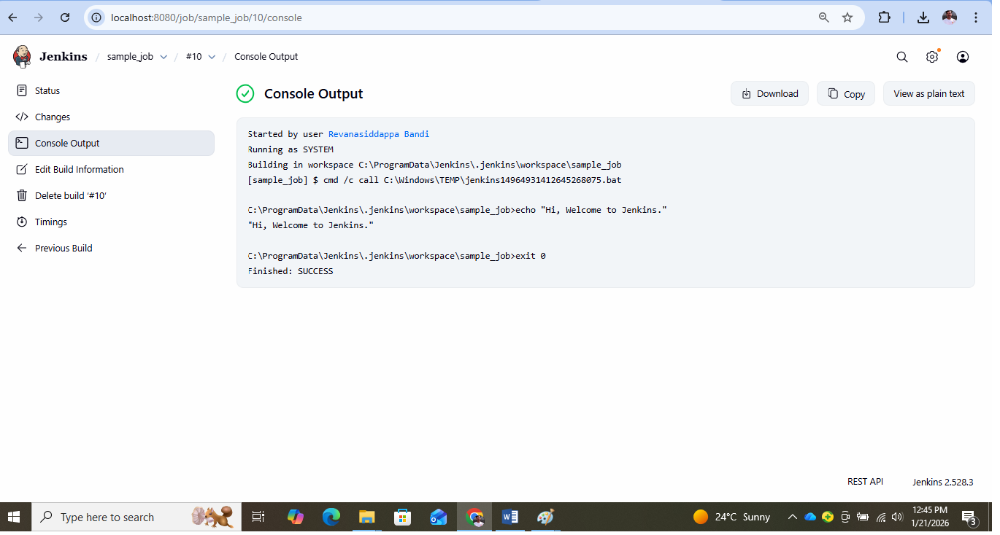 localhost:8080/job/sample_job/10/console
Jenkins / sample_job / #10 / Console Output
Status
Changes
Console Output
Edit Build Information
Delete build ‘#10’
Timings
Previous Build
Console Output
Download
Copy
View as plain text
Started by user Revanasiddappa Bandi
Running as SYSTEM
Building in workspace C:\ProgramData\Jenkins\.jenkins\workspace\sample_job
[sample_job] $ cmd /c call C:\Windows\TEMP\jenkins14964931412645268075.bat
C:\ProgramData\Jenkins\.jenkins\workspace\sample_job>echo "Hi, Welcome to Jenkins."
"Hi, Welcome to Jenkins."
C:\ProgramData\Jenkins\.jenkins\workspace\sample_job>exit 0
Finished: SUCCESS
REST API
Jenkins 2.528.3
Type here to search
24°C Sunny
12:45 PM
1/21/2026
3